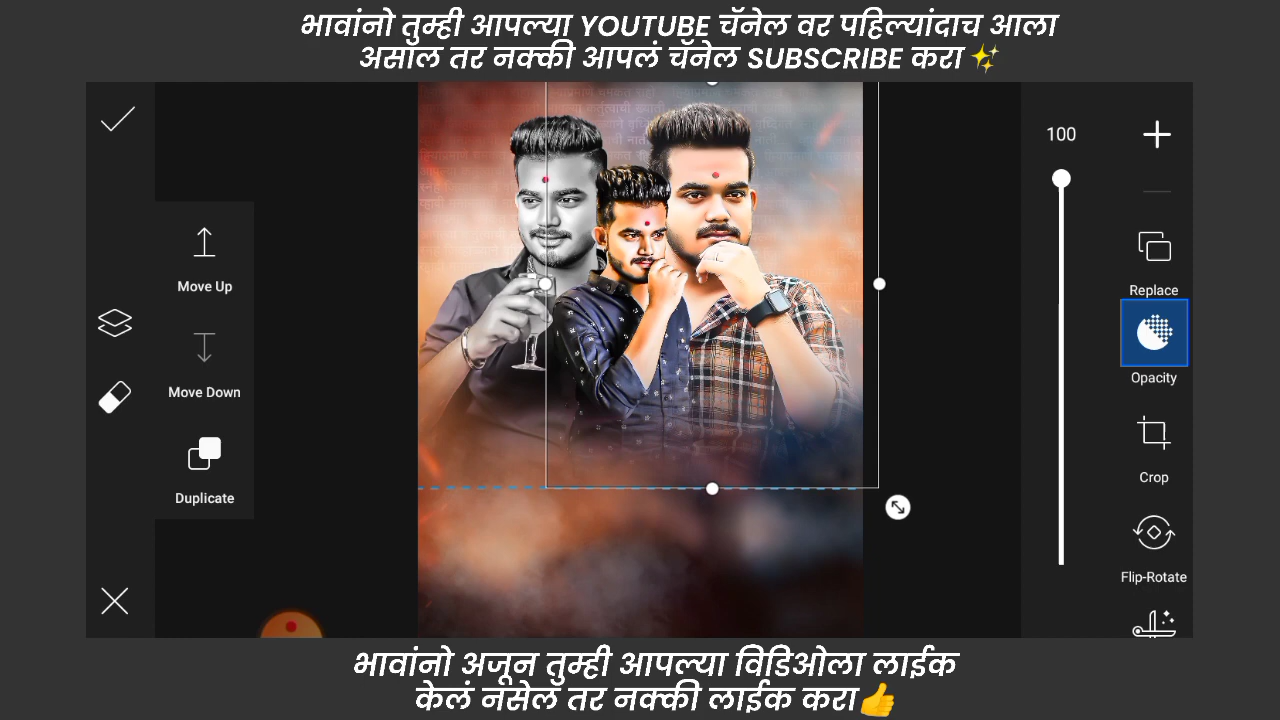 भावांनो तुम्ही आपल्या YOUTUBE चॅनेल वर पहिल्यांदाच आला
असाल तर नक्की आपलं चॅनेल SUBSCRIBE करा ✨
100
Move Up
Replace
Opacity
Move Down
Crop
Duplicate
Flip-Rotate
भावांनो अजून तुम्ही आपल्या विडिओला लाईक
केलं नसेल तर नक्की लाईक करा👍